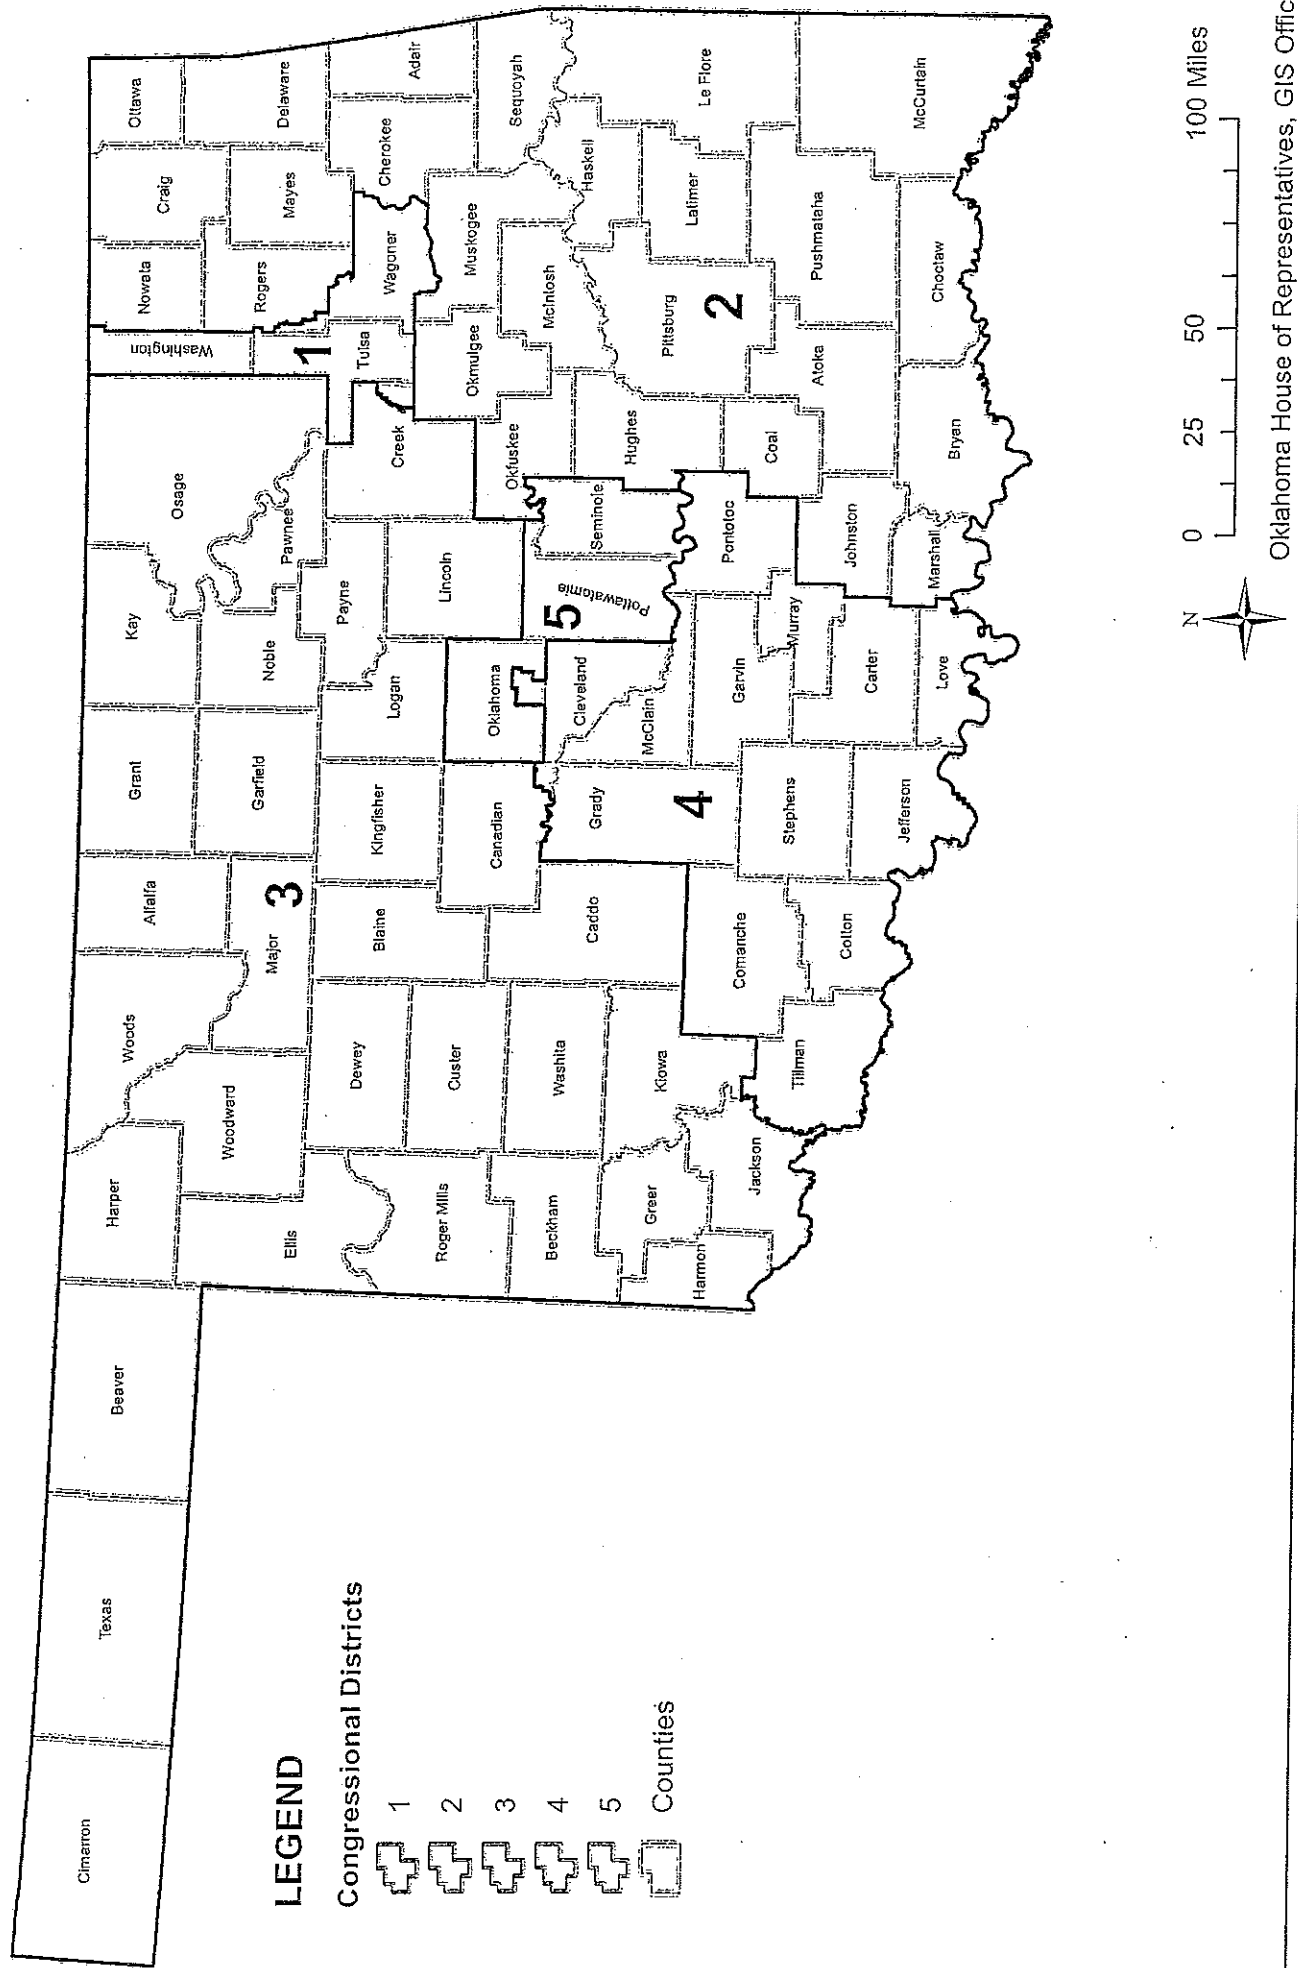 Cimarron
Texas
Beaver
Harper
Woods
Alfalfa
Grant
Kay
Osage
Washington
Nowata
Craig
Ottawa
Ellis
Woodward
Major
Garfield
Noble
Pawnee
Rogers
Mayes
Delaware
3
1
Roger Mills
Dewey
Blaine
Kingfisher
Logan
Payne
Creek
Tulsa
Wagoner
Cherokee
Adair
Custer
Canadian
Oklahoma
Lincoln
Okfuskee
Okmulgee
Muskogee
Sequoyah
Beckham
Washita
Caddo
Grady
Cleveland
5
Pottawatomie
Seminole
Hughes
McIntosh
Haskell
Greer
Kiowa
4
McClain
Pontotoc
Pittsburg
2
Latimer
Le Flore
Harmon
Jackson
Tillman
Comanche
Stephens
Garvin
Murray
Coal
Atoka
Pushmataha
McCurtain
Cotton
Jefferson
Carter
Johnston
Love
Marshall
Bryan
Choctaw
LEGEND
Congressional Districts
1
2
3
4
5
Counties
N
0 25 50 100 Miles
Oklahoma House of Representatives, GIS Offic